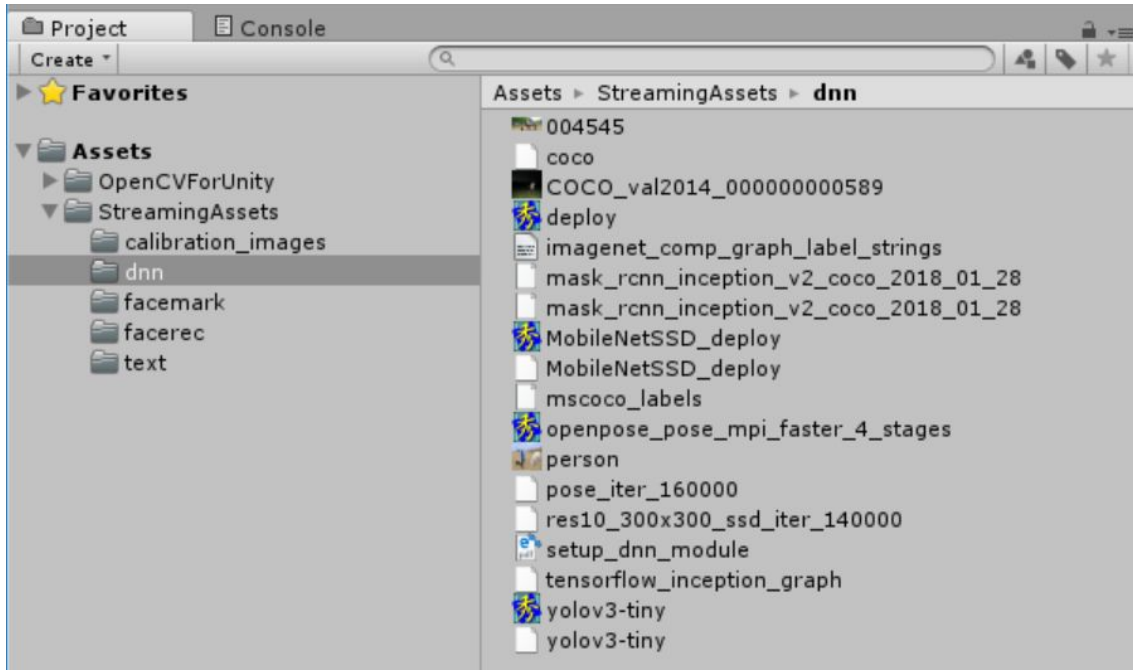 Project
Console
Create
Favorites
Assets
OpenCVForUnity
StreamingAssets
calibration_images
dnn
facemark
facerec
text
Assets ▸ StreamingAssets ▸ dnn
004545
coco
COCO_val2014_000000000589
deploy
imagenet_comp_graph_label_strings
mask_rcnn_inception_v2_coco_2018_01_28
mask_rcnn_inception_v2_coco_2018_01_28
MobileNetSSD_deploy
MobileNetSSD_deploy
mscoco_labels
openpose_pose_mpi_faster_4_stages
person
pose_iter_160000
res10_300x300_ssd_iter_140000
setup_dnn_module
tensorflow_inception_graph
yolov3-tiny
yolov3-tiny